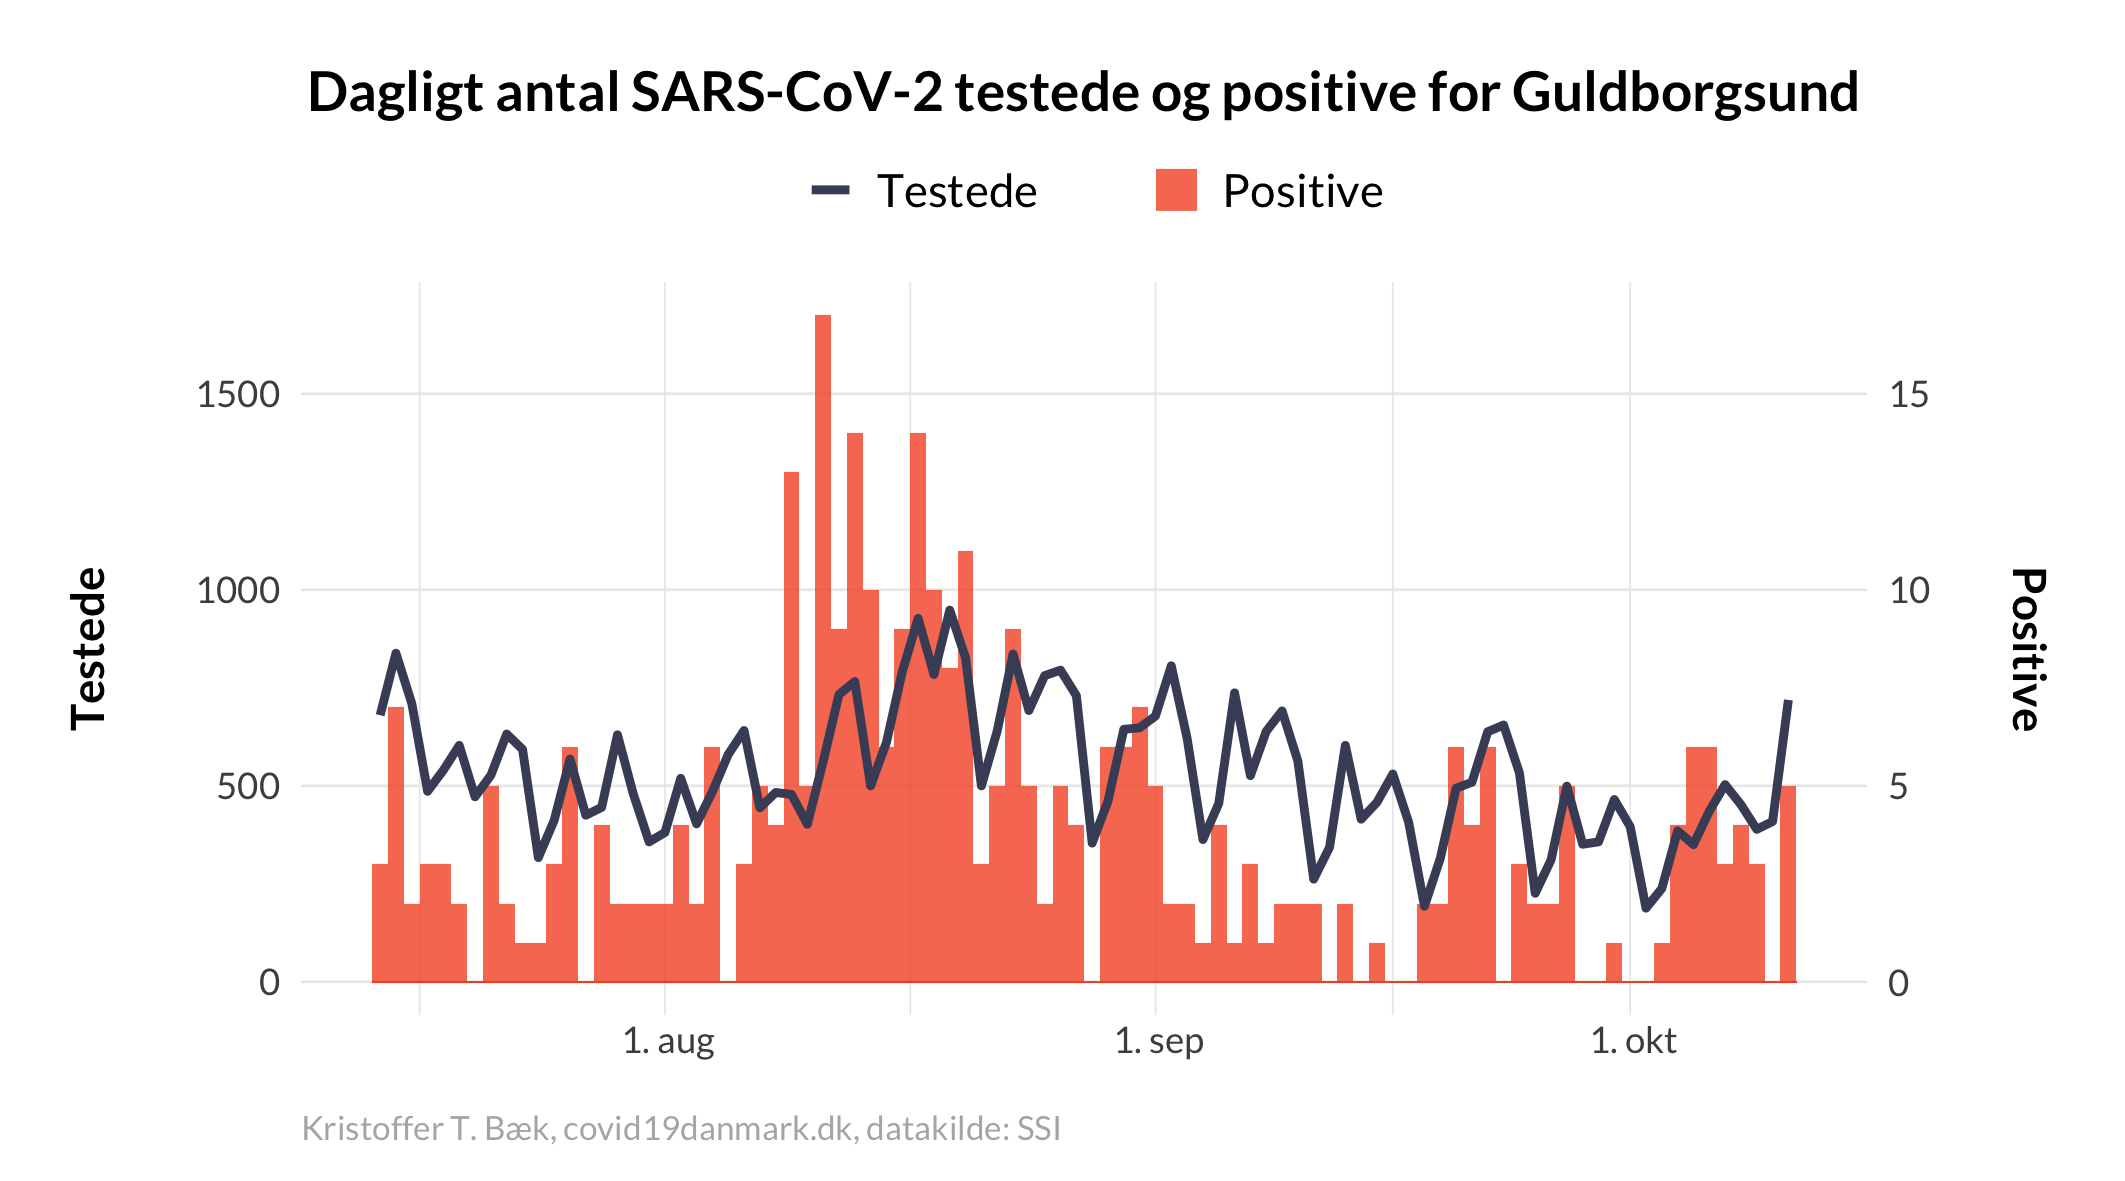 Dagligt antal SARS-CoV-2 testede og positive for Guldborgsund
Testede
Positive
1500
1000
500
0
15
10
5
0
Testede
Positive
1. aug
1. sep
1. okt
Kristoffer T. Bæk, covid19danmark.dk, datakilde: SSI